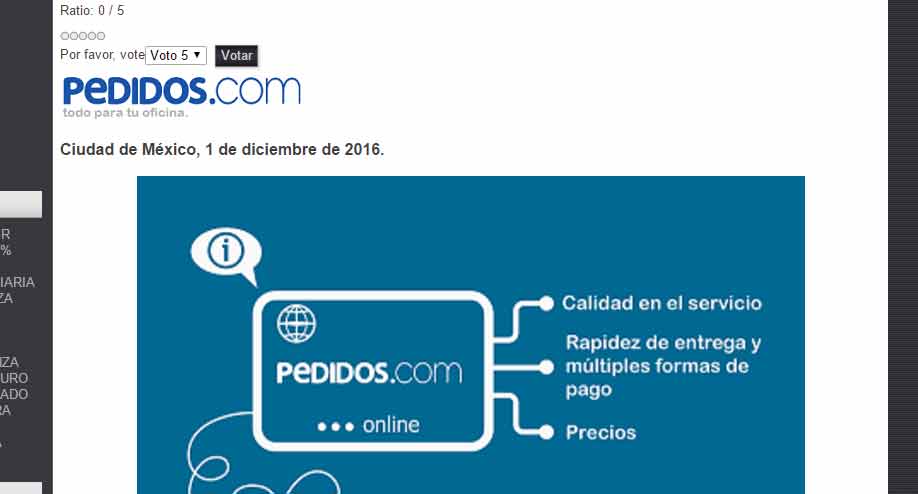 Ratio: 0 / 5
Por favor, vote Voto 5 Votar
PEDIDOS.com
todo para tu oficina.
Ciudad de México, 1 de diciembre de 2016.
R
%
IARIA
ZA
NZA
URO
ADO
RA
A
i
PEDIDOS.com
... online
Calidad en el servicio
Rapidez de entrega y
múltiples formas de
pago
Precios